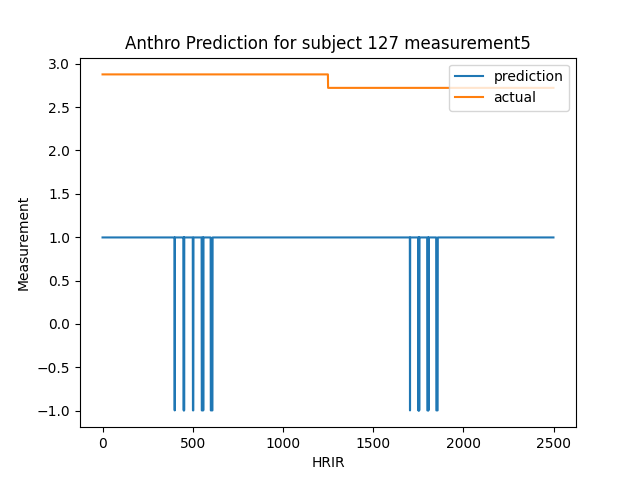 Anthro Prediction for subject 127 measurement5
prediction
actual
3.0
2.5
2.0
1.5
1.0
0.5
0.0
−0.5
−1.0
Measurement
0 500 1000 1500 2000 2500
HRIR